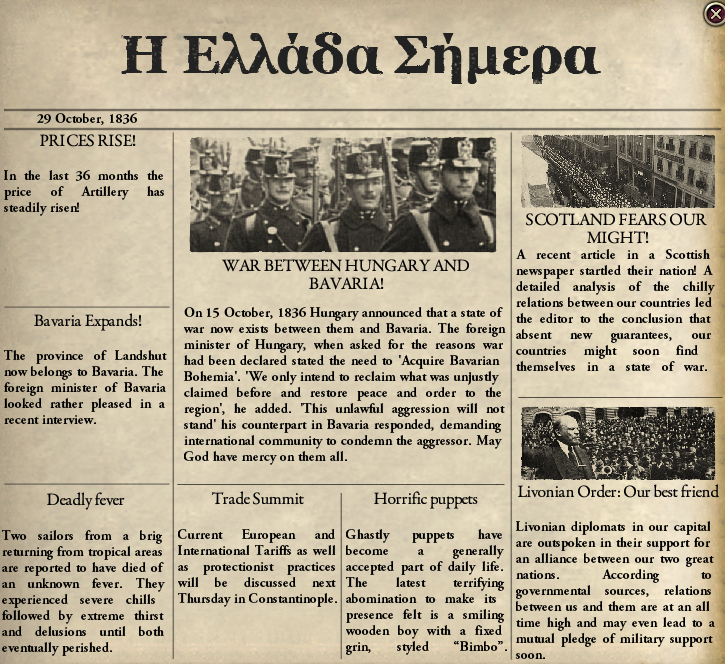 Η Ελλάδα Σήμερα
29 October, 1836
PRICES RISE!
In the last 36 months the
price of Artillery has
steadily risen!
Bavaria Expands!
The province of Landshut
now belongs to Bavaria. The
foreign minister of Bavaria
looked rather pleased in a
recent interview.
Deadly fever
Two sailors from a brig
returning from tropical areas
are reported to have died of
an unknown fever. They
experienced severe chills
followed by extreme thirst
and delusions until both
eventually perished.
WAR BETWEEN HUNGARY AND
BAVARIA!
On 15 October, 1836 Hungary announced that a state of
war now exists between them and Bavaria. The foreign
minister of Hungary, when asked for the reasons war
had been declared stated the need to 'Acquire Bavarian
Bohemia'. 'We only intend to reclaim what was unjustly
claimed before and restore peace and order to the
region', he added. 'This unlawful aggression will not
stand' his counterpart in Bavaria responded, demanding
international community to condemn the aggressor. May
God have mercy on them all.
Trade Summit
Current European and
International Tariffs as well
as protectionist practices
will be discussed next
Thursday in Constantinople.
Horrific puppets
Ghastly puppets have
become a generally
accepted part of daily life.
The latest terrifying
abomination to make its
presence felt is a smiling
wooden boy with a fixed
grin, styled “Bimbo”.
SCOTLAND FEARS OUR
MIGHT!
A recent article in a Scottish
newspaper startled their nation! A
detailed analysis of the chilly
relations between our countries led
the editor to the conclusion that
absent new guarantees, our
countries might soon find
themselves in a state of war.
Livonian Order: Our best friend
Livonian diplomats in our capital
are outspoken in their support for
an alliance between our two great
nations. According to
governmental sources, relations
between us and them are at an all
time high and may even lead to a
mutual pledge of military support
soon.